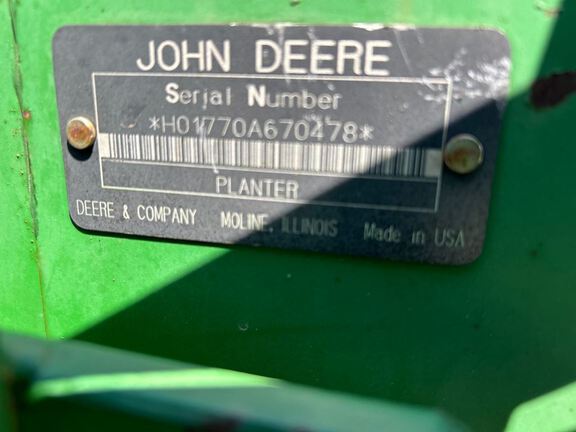 JOHN DEERE
Serial Number
*H01770A670478*
PLANTER
DEERE & COMPANY MOLINE, ILLINOIS Made in USA